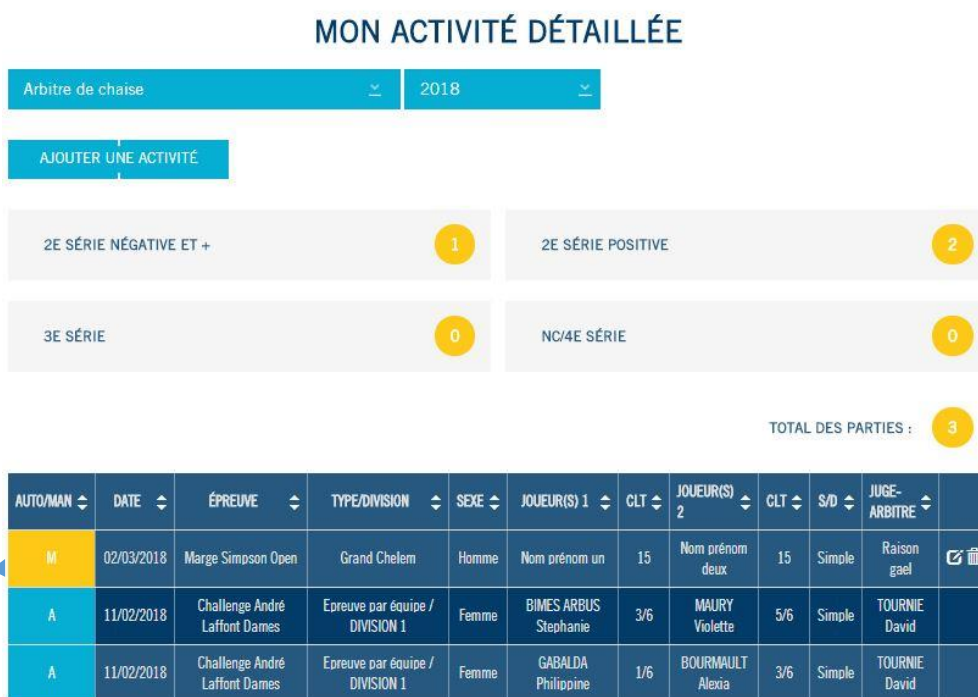 MON ACTIVITÉ DÉTAILLÉE
Arbitre de chaise
2018
AJOUTER UNE ACTIVITÉ
2E SÉRIE NÉGATIVE ET + 1
2E SÉRIE POSITIVE 2
3E SÉRIE 0
NC/4E SÉRIE 0
TOTAL DES PARTIES : 3
AUTO/MAN DATE ÉPREUVE TYPE/DIVISION SEXE JOUEUR(S) 1 CLT JOUEUR(S) 2 CLT S/D JUGE-ARBITRE
M 02/03/2018 Marge Simpson Open Grand Chelem Homme Nom prénom un 15 Nom prénom deux 15 Simple Raison gael
A 11/02/2018 Challenge André Laffont Dames Epreuve par équipe / DIVISION 1 Femme BIMES ARBUS Stephanie 3/6 MAURY Violette 5/6 Simple TOURNIE David
A 11/02/2018 Challenge André Laffont Dames Epreuve par équipe / DIVISION 1 Femme GABALDA Philippine 1/6 BOURMAULT Alexia 3/6 Simple TOURNIE David